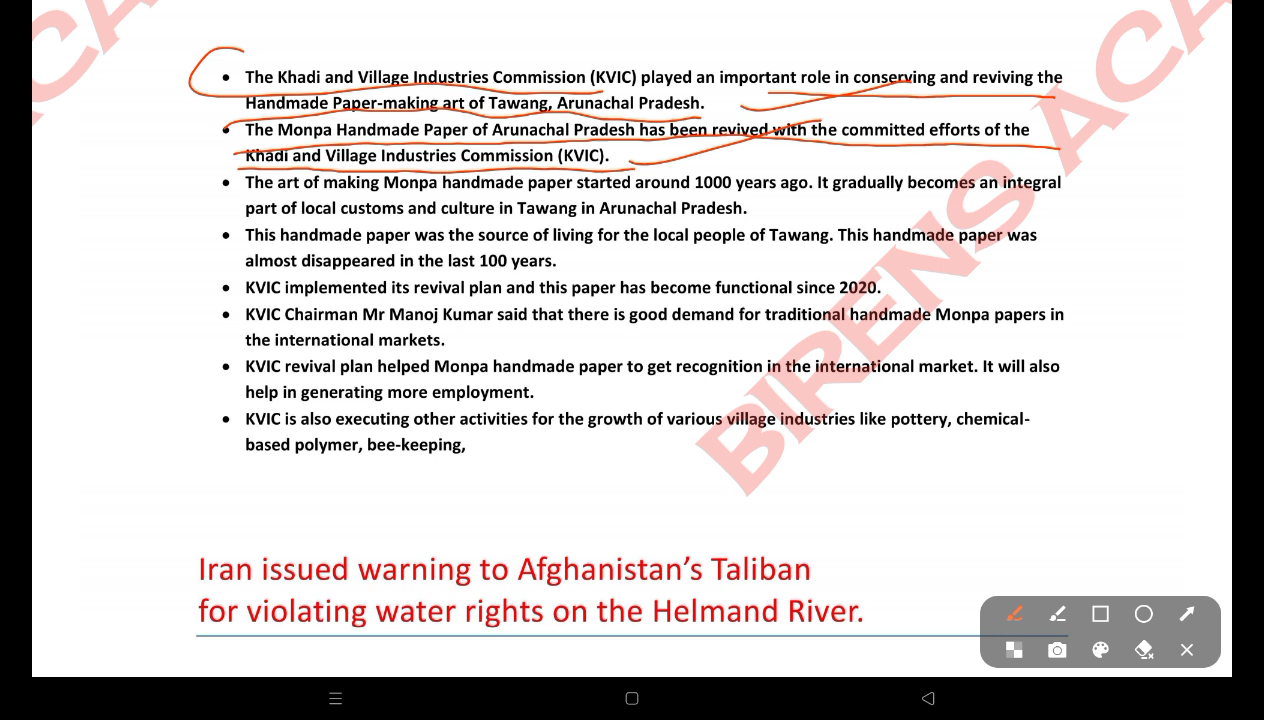 • The Khadi and Village Industries Commission (KVIC) played an important role in conserving and reviving the
Handmade Paper-making art of Tawang, Arunachal Pradesh.
• The Monpa Handmade Paper of Arunachal Pradesh has been revived with the committed efforts of the
Khadi and Village Industries Commission (KVIC).
• The art of making Monpa handmade paper started around 1000 years ago. It gradually becomes an integral
part of local customs and culture in Tawang in Arunachal Pradesh.
• This handmade paper was the source of living for the local people of Tawang. This handmade paper was
almost disappeared in the last 100 years.
• KVIC implemented its revival plan and this paper has become functional since 2020.
• KVIC Chairman Mr Manoj Kumar said that there is good demand for traditional handmade Monpa papers in
the international markets.
• KVIC revival plan helped Monpa handmade paper to get recognition in the international market. It will also
help in generating more employment.
• KVIC is also executing other activities for the growth of various village industries like pottery, chemical-
based polymer, bee-keeping,
BIRENS ACA
Iran issued warning to Afghanistan’s Taliban
for violating water rights on the Helmand River.